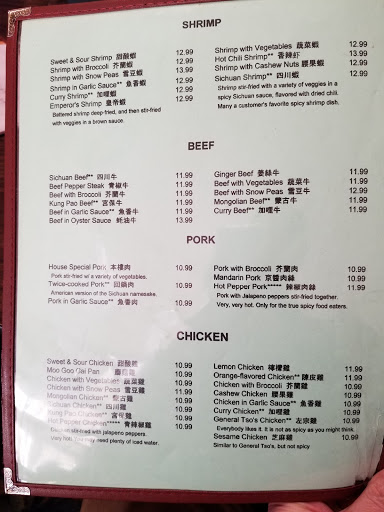 SHRIMP
Sweet & Sour Shrimp 甜酸蝦 12.99
Shrimp with Broccoli 芥蘭蝦 12.99
Shrimp with Snow Peas 雪豆蝦 13.99
Shrimp in Garlic Sauce** 魚香蝦 12.99
Curry Shrimp** 加哩蝦 12.99
Emperor's Shrimp 皇帝蝦 12.99
Battered shrimp deep-fried, and then stir-fried
with veggies in a brown sauce.
Shrimp with Vegetables 蔬菜蝦 12.99
Hot Chili Shrimp** 香辣虾 13.99
Shrimp with Cashew Nuts 腰果蝦 12.99
Sichuan Shrimp** 四川蝦 12.99
Shrimp stir-fried with a variety of veggies in a
spicy Sichuan sauce, flavored with dried chili.
Many a customer's favorite spicy shrimp dish.
BEEF
Sichuan Beef** 四川牛 11.99
Beef Pepper Steak 青椒牛 11.99
Beef with Broccoli 芥蘭牛 11.99
Kung Pao Beef** 宮保牛 11.99
Beef in Garlic Sauce** 魚香牛 11.99
Beef in Oyster Sauce 蚝油牛 13.99
Ginger Beef 姜絲牛 11.99
Beef with Vegetables 蔬菜牛 11.99
Beef with Snow Peas 雪豆牛 12.99
Mongolian Beef** 蒙古牛 11.99
Curry Beef** 加哩牛 11.99
PORK
House Special Pork 本樓肉 10.99
Pork stir-fried w/ a variety of vegetables.
Twice-cooked Pork** 回鍋肉 10.99
American version of the Sichuan namesake.
Pork in Garlic Sauce** 魚香肉 10.99
Pork with Broccoli 芥蘭肉 10.99
Mandarin Pork 京醬肉絲 10.99
Hot Pepper Pork***** 辣椒肉絲 11.99
Pork with Jalapeno peppers stir-fried together.
Very, very hot. Only for the true spicy food eaters.
CHICKEN
Sweet & Sour Chicken 甜酸雞 10.99
Moo Goo Gai Pan 10.99
Chicken with Vegetables 蔬菜雞 10.99
Chicken with Snow Peas 雪豆雞 11.99
Mongolian Chicken** 蒙古雞 10.99
Sichuan Chicken** 四川雞 10.99
Kung Pao Chicken** 宮保雞 10.99
Hot Pepper Chicken***** 青辣椒雞 11.99
Chicken stir-fried with jalapeno peppers.
Very hot! You may need plenty of iced water.
Lemon Chicken 檸檬雞 11.99
Orange-flavored Chicken** 陳皮雞 11.99
Chicken with Broccoli 芥蘭雞 10.99
Cashew Chicken 腰果雞 10.99
Chicken in Garlic Sauce** 魚香雞 10.99
Curry Chicken** 加哩雞 10.99
General Tso's Chicken** 左宗雞 10.99
Everybody likes it. It is not as spicy as you might think.
Sesame Chicken 芝麻雞 10.99
Similar to General Tso's, but not spicy.